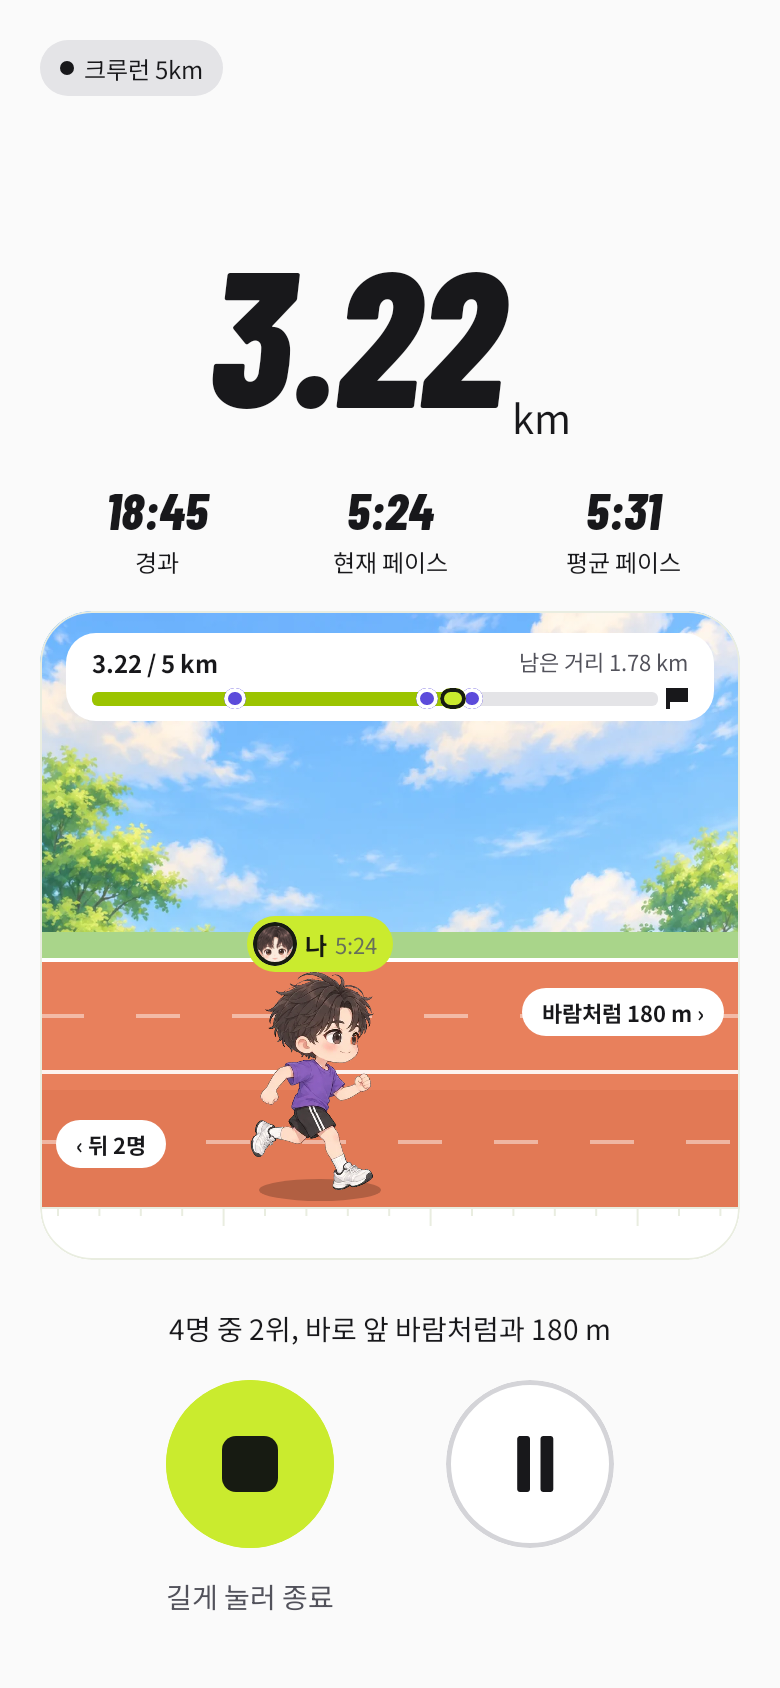 크루런 5km
3.22 km
18:45 5:24 5:31
경과 현재 페이스 평균 페이스
3.22 / 5 km 남은 거리 1.78 km
나 5:24
바람처럼 180 m ›
‹ 뒤 2명
4명 중 2위, 바로 앞 바람처럼과 180 m
길게 눌러 종료